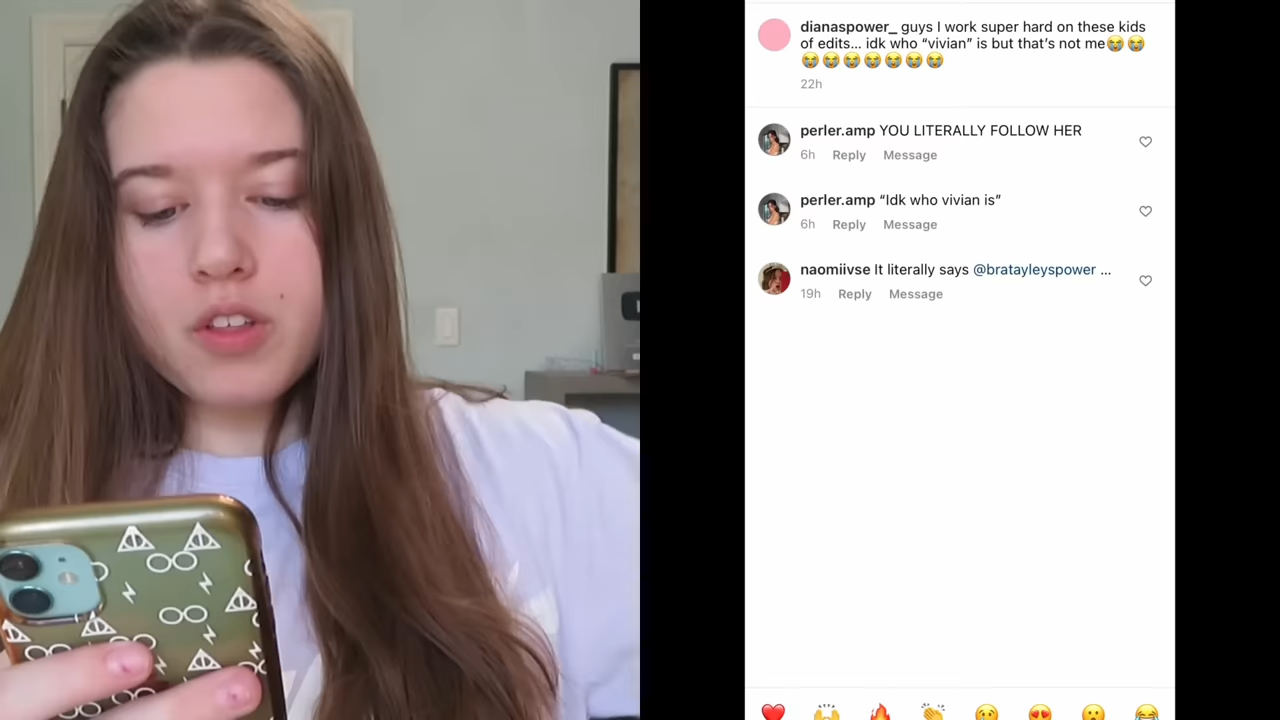 dianaspower_ guys I work super hard on these kids
of edits... idk who “vivian” is but that’s not me😭😭
😭😭😭😭😭😭😭
22h
perler.amp YOU LITERALLY FOLLOW HER
6h Reply Message
perler.amp “Idk who vivian is”
6h Reply Message
naomiivse It literally says @bratayleyspower ...
19h Reply Message